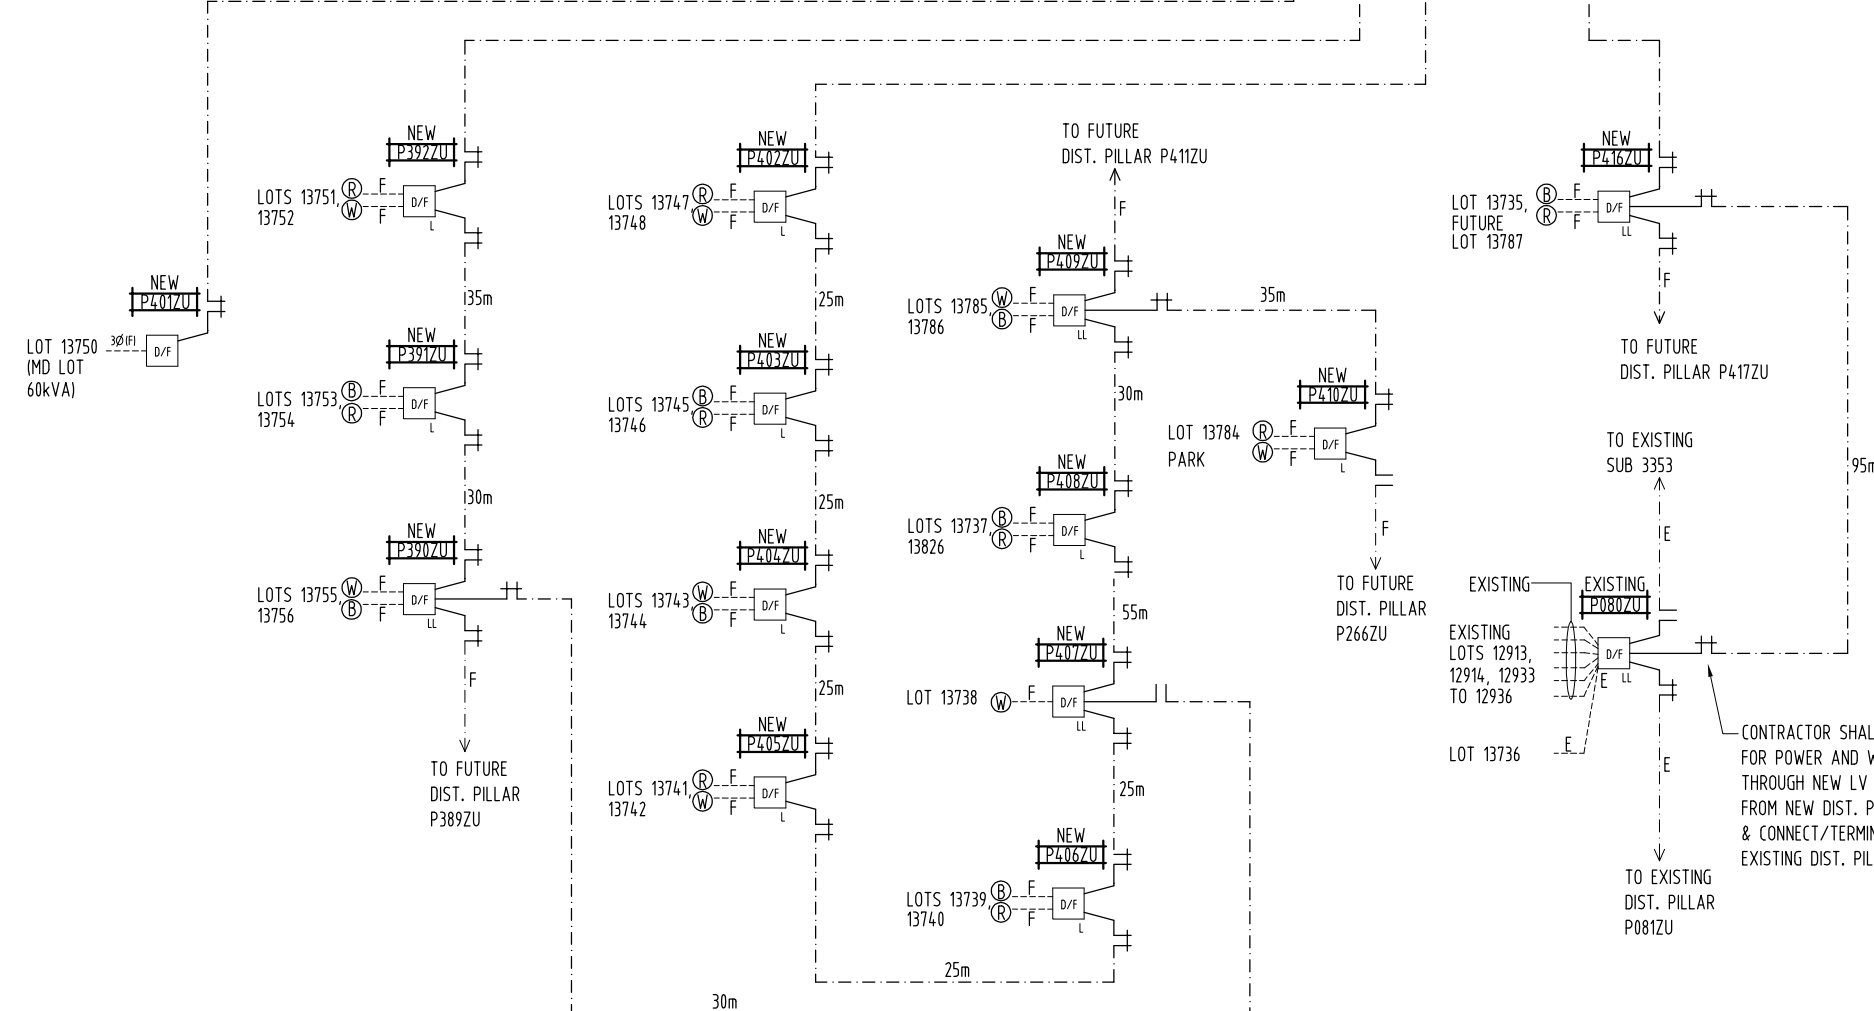 NEW
P401ZU
LOT 13750
(MD LOT
60kVA)
3Ø(F)
D/F
NEW
P392ZU
LOTS 13751,
13752
R
W
F
F
D/F
L
35m
NEW
P391ZU
LOTS 13753,
13754
B
R
F
F
D/F
L
30m
NEW
P390ZU
LOTS 13755,
13756
W
B
F
F
D/F
LL
F
TO FUTURE
DIST. PILLAR
P389ZU
NEW
P402ZU
LOTS 13747,
13748
R
W
F
F
D/F
L
25m
NEW
P403ZU
LOTS 13745,
13746
B
R
F
F
D/F
L
25m
NEW
P404ZU
LOTS 13743,
13744
W
B
F
F
D/F
L
25m
NEW
P405ZU
LOTS 13741,
13742
R
W
F
F
D/F
L
25m
30m
TO FUTURE
DIST. PILLAR P411ZU
F
NEW
P409ZU
LOTS 13785,
13786
W
B
F
F
D/F
LL
35m
30m
NEW
P408ZU
LOTS 13737,
13826
B
R
F
F
D/F
L
55m
NEW
P407ZU
LOT 13738
W
F
D/F
LL
25m
NEW
P406ZU
LOTS 13739,
13740
B
R
F
F
D/F
L
NEW
P410ZU
LOT 13784
PARK
R
W
F
F
D/F
L
F
TO FUTURE
DIST. PILLAR
P266ZU
NEW
P416ZU
LOT 13735,
FUTURE
LOT 13787
B
R
F
F
D/F
LL
F
TO FUTURE
DIST. PILLAR P417ZU
95m
TO EXISTING
SUB 3353
E
EXISTING
EXISTING
P080ZU
EXISTING
LOTS 12913,
12914, 12933
TO 12936
D/F
E
LL
LOT 13736
E
E
TO EXISTING
DIST. PILLAR
P081ZU
CONTRACTOR SHAL
FOR POWER AND W
THROUGH NEW LV
FROM NEW DIST. P
& CONNECT/TERMIN
EXISTING DIST. PIL